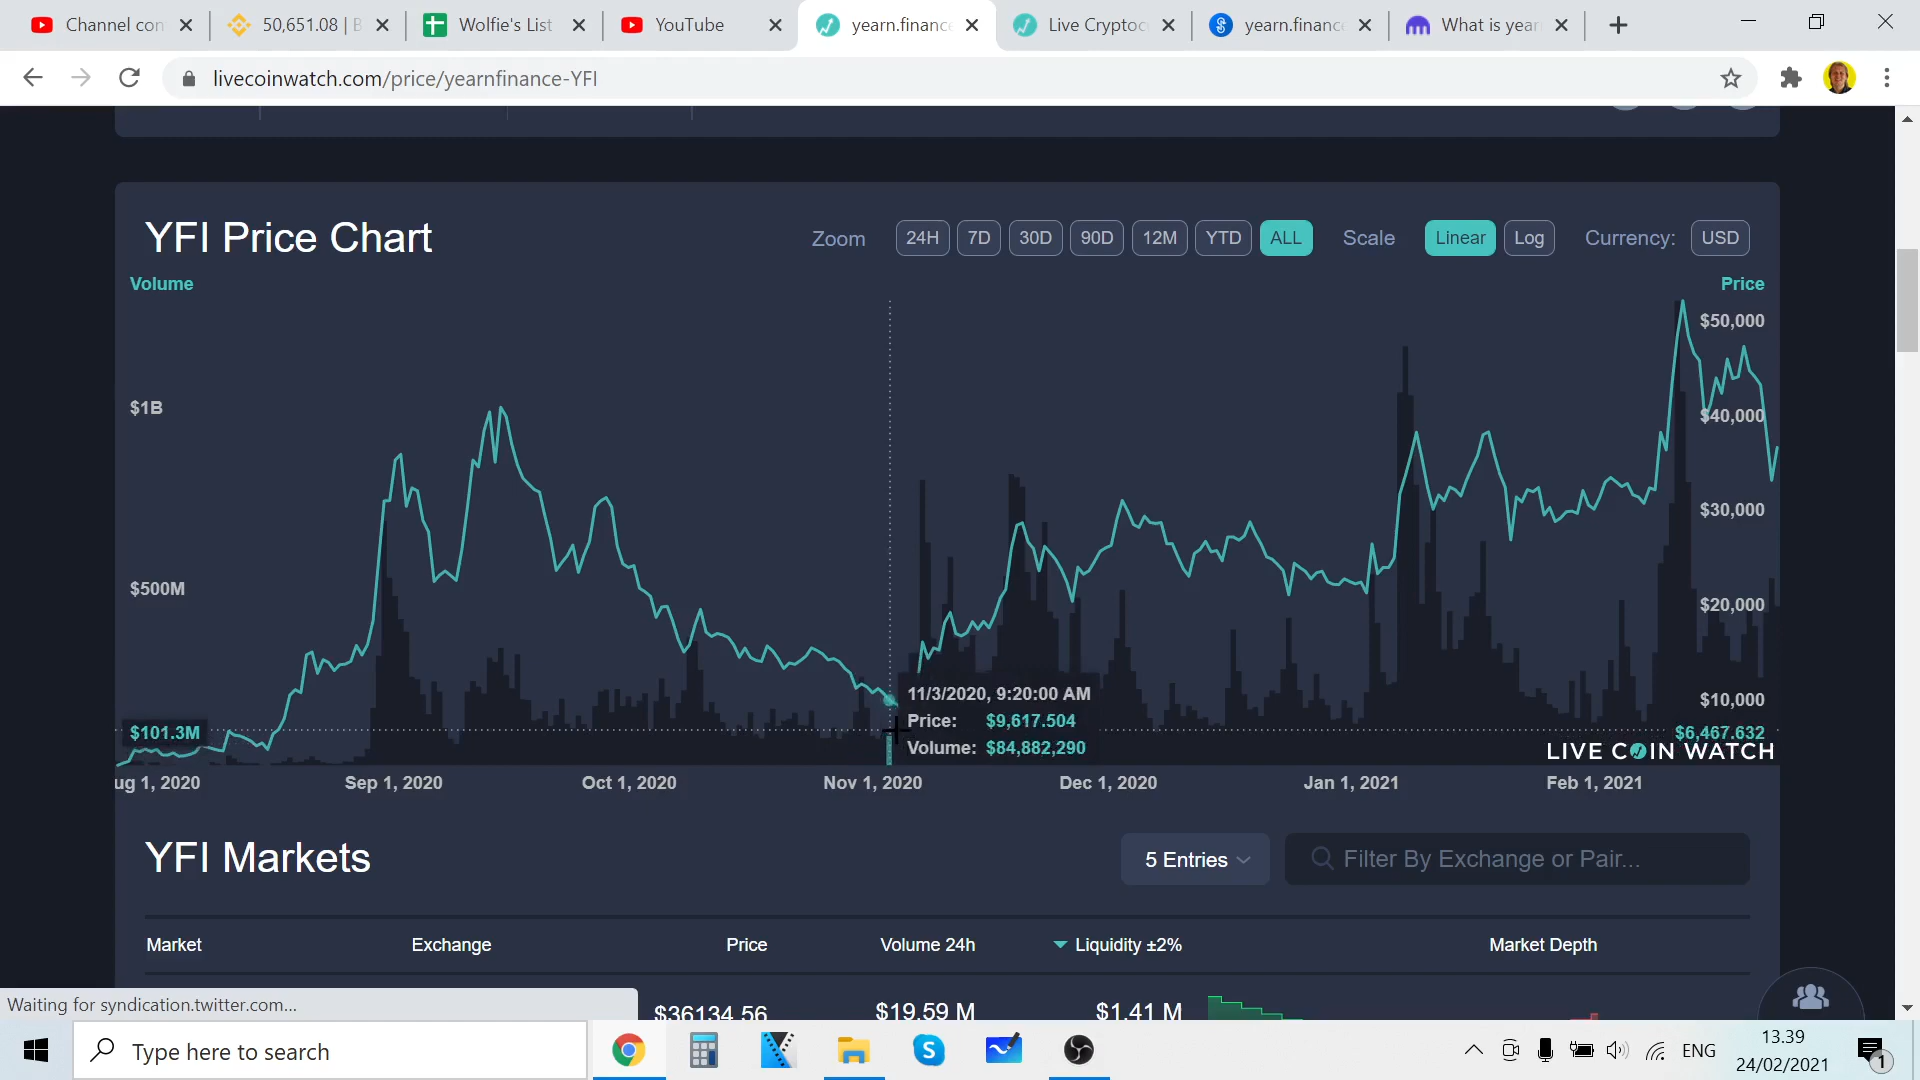 Channel con
50,651.08 | B
Wolfie's List
YouTube
yearn.finance
Live Cryptoc
yearn.finance
What is year
livecoinwatch.com/price/yearnfinance-YFI
YFI Price Chart
Zoom 24H 7D 30D 90D 12M YTD ALL Scale Linear Log Currency: USD
Volume
Price
$50,000
$1B
$40,000
$30,000
$500M
$20,000
11/3/2020, 9:20:00 AM
$10,000
Price: $9,617.504
$101.3M
$6,467.632
Volume: $84,882,290
LIVE COIN WATCH
ug 1, 2020
Sep 1, 2020
Oct 1, 2020
Nov 1, 2020
Dec 1, 2020
Jan 1, 2021
Feb 1, 2021
YFI Markets
5 Entries
Filter By Exchange or Pair...
Market Exchange Price Volume 24h Liquidity ±2% Market Depth
Waiting for syndication.twitter.com...
$36134.56 $19.59 M $1.41 M
Type here to search
ENG
13.39
24/02/2021
1